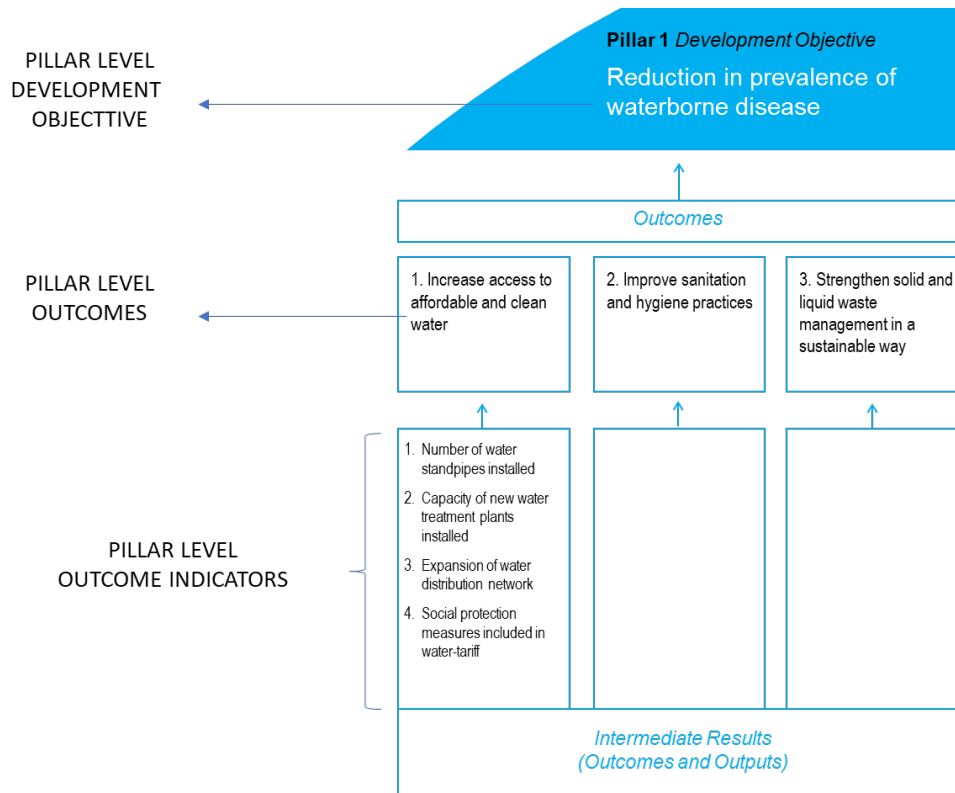 PILLAR LEVEL
DEVELOPMENT
OBJECTTIVE
Pillar 1 Development Objective
Reduction in prevalence of
waterborne disease
Outcomes
PILLAR LEVEL
OUTCOMES
1. Increase access to
affordable and clean
water
2. Improve sanitation
and hygiene practices
3. Strengthen solid and
liquid waste
management in a
sustainable way
PILLAR LEVEL
OUTCOME INDICATORS
1. Number of water
standpipes installed
2. Capacity of new water
treatment plants
installed
3. Expansion of water
distribution network
4. Social protection
measures included in
water-tariff
Intermediate Results
(Outcomes and Outputs)